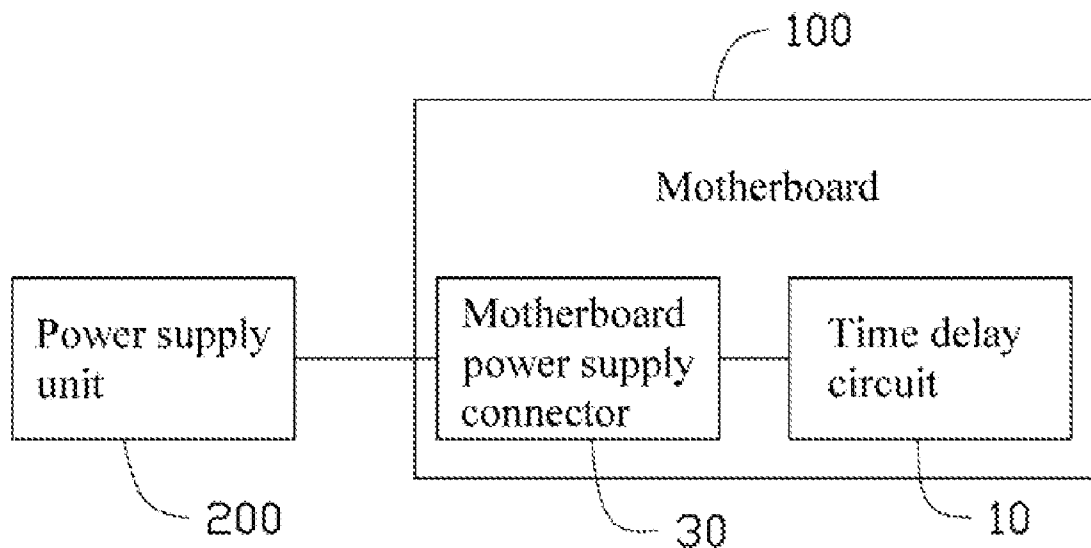 100
Motherboard
Power supply
unit
Motherboard
power supply
connector
Time delay
circuit
200
30
10